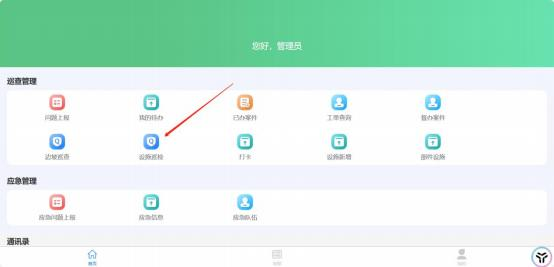 您好，管理员
巡查管理
问题上报 我的待办 已办案件 工单查询 督办案件
边坡巡查 设施巡检 打卡 设施新增 部件设施
应急管理
应急问题上报 应急信息 应急队伍
通讯录
首页